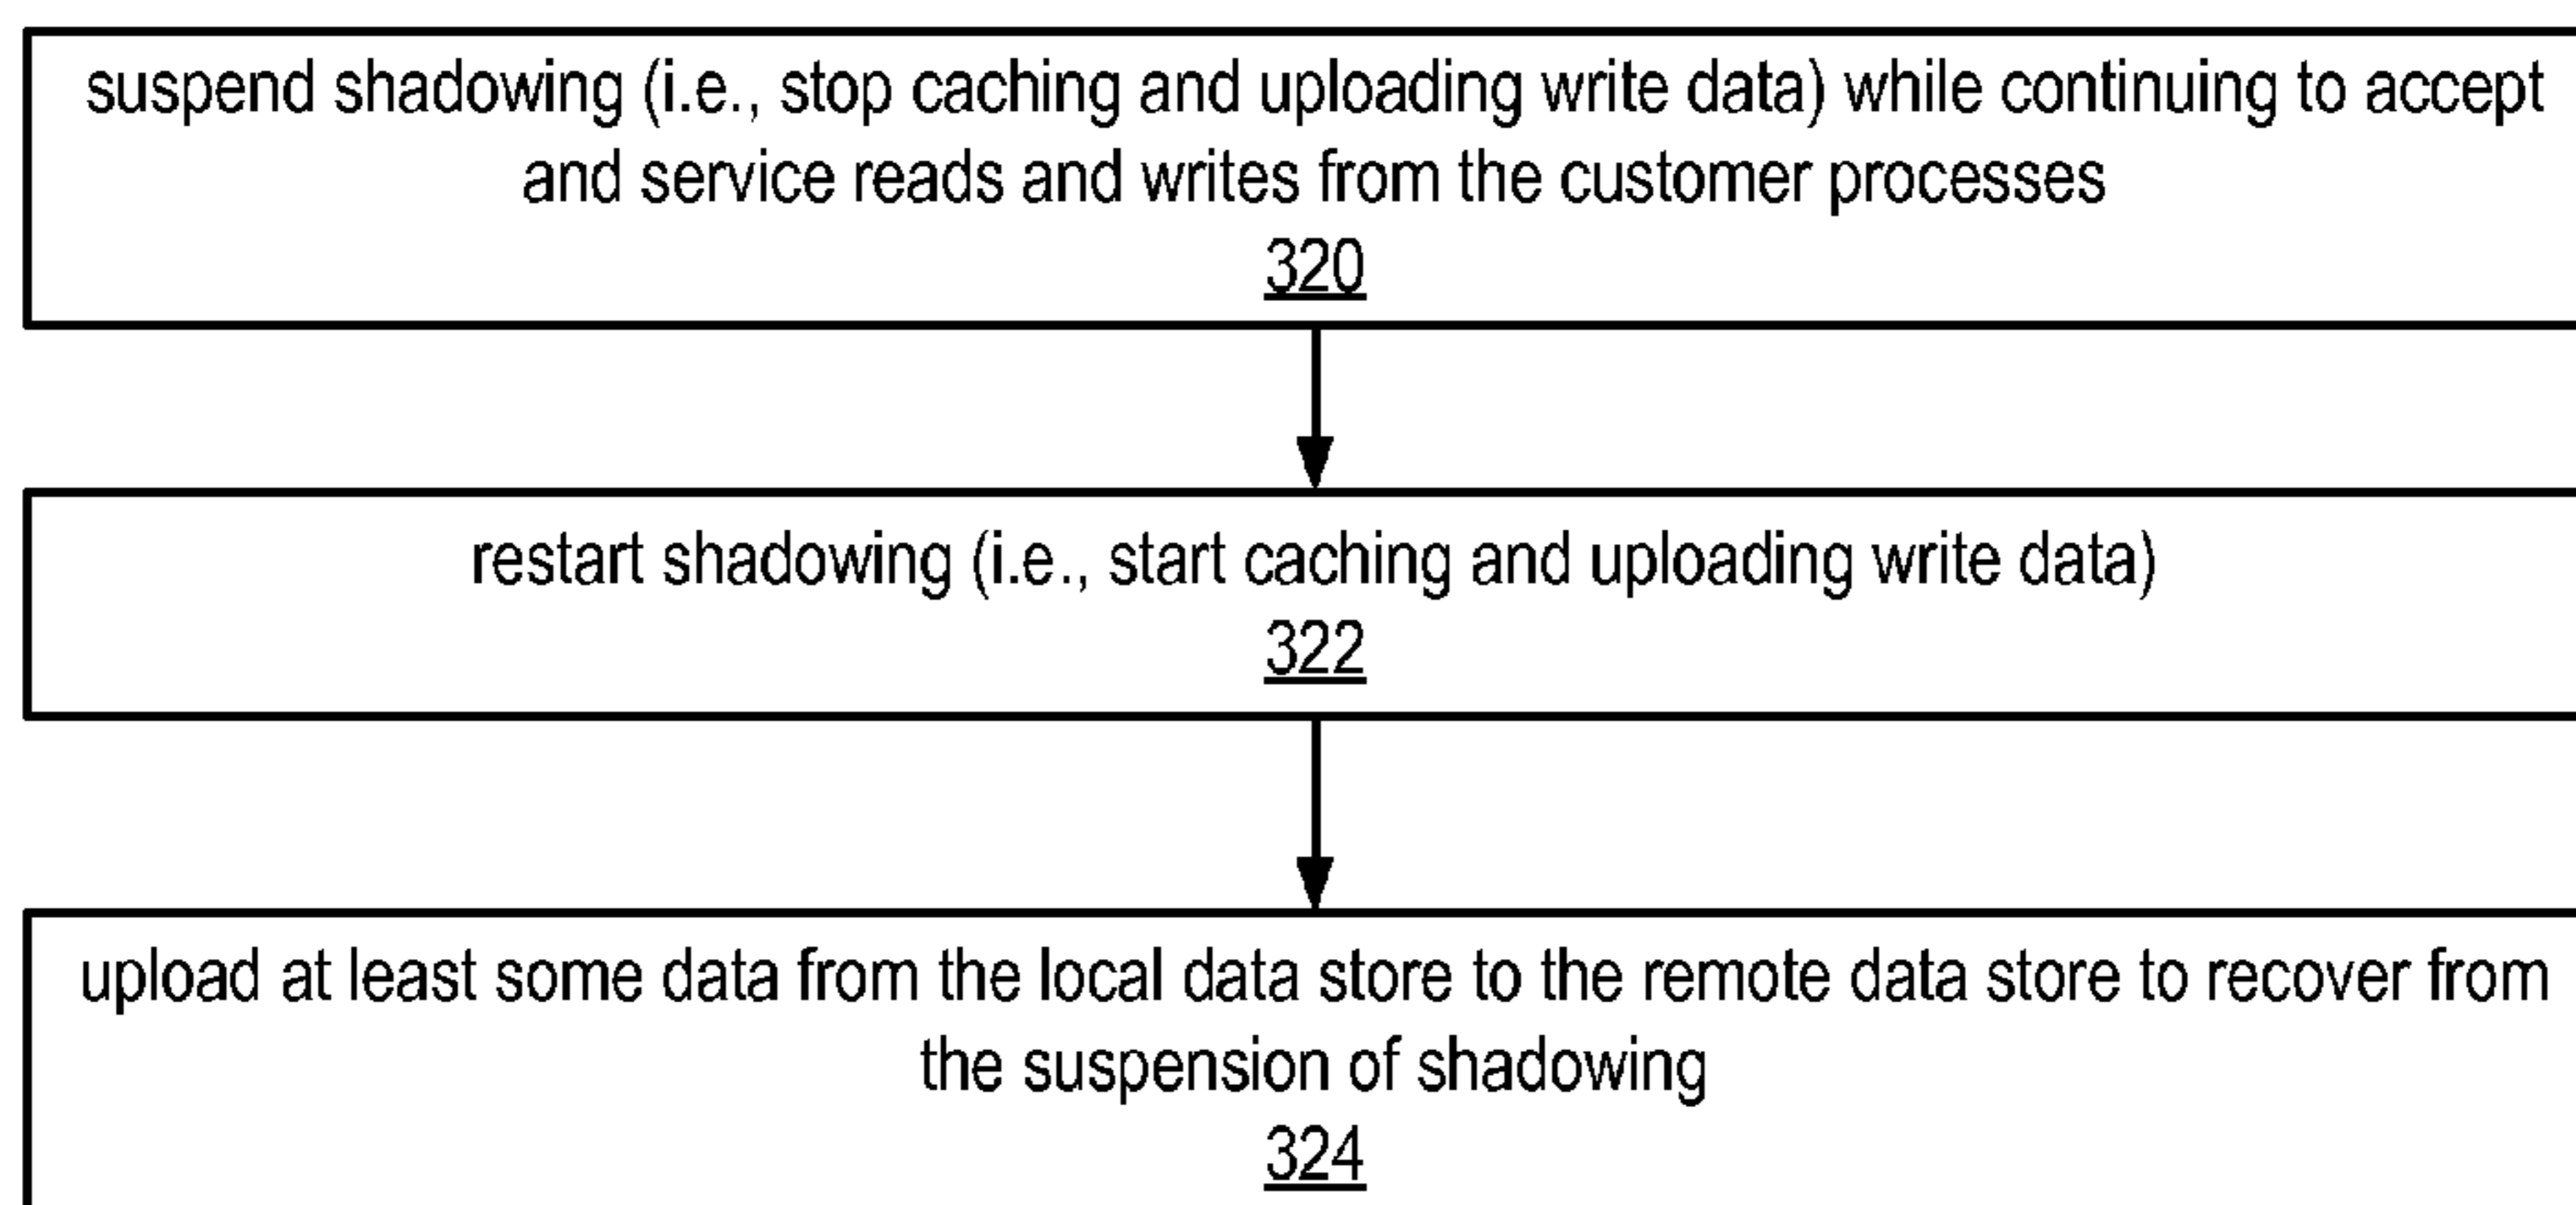 suspend shadowing (i.e., stop caching and uploading write data) while continuing to accept
and service reads and writes from the customer processes
320
restart shadowing (i.e., start caching and uploading write data)
322
upload at least some data from the local data store to the remote data store to recover from
the suspension of shadowing
324